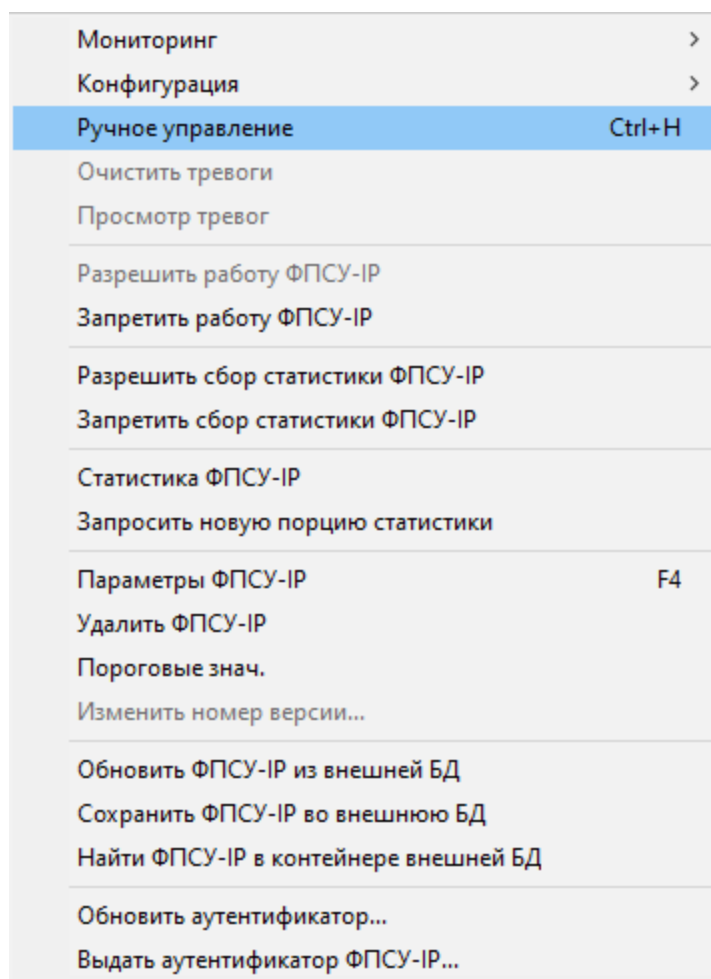 Мониторинг
Конфигурация
Ручное управление Ctrl+H
Очистить тревоги
Просмотр тревог
Разрешить работу ФПСУ-IP
Запретить работу ФПСУ-IP
Разрешить сбор статистики ФПСУ-IP
Запретить сбор статистики ФПСУ-IP
Статистика ФПСУ-IP
Запросить новую порцию статистики
Параметры ФПСУ-IP F4
Удалить ФПСУ-IP
Пороговые знач.
Изменить номер версии...
Обновить ФПСУ-IP из внешней БД
Сохранить ФПСУ-IP во внешнюю БД
Найти ФПСУ-IP в контейнере внешней БД
Обновить аутентификатор...
Выдать аутентификатор ФПСУ-IP...